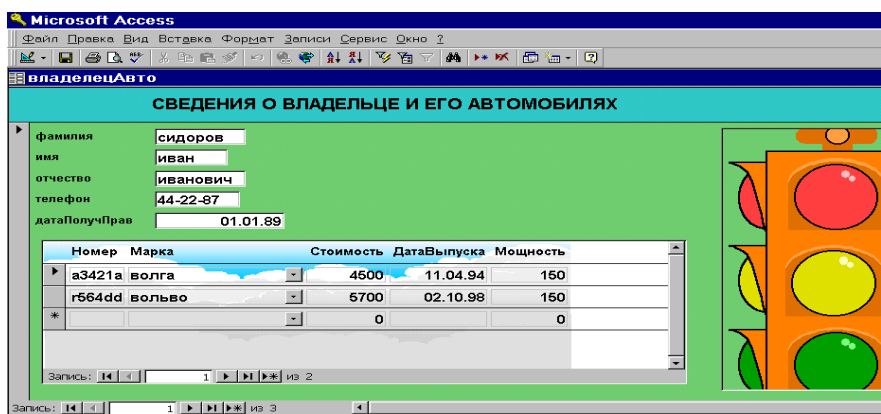 Microsoft Access
Файл Правка Вид Вставка Формат Записи Сервис Окно ?
владелецАвто
СВЕДЕНИЯ О ВЛАДЕЛЬЦЕ И ЕГО АВТОМОБИЛЯХ
фамилия сидоров
имя иван
отчество иванович
телефон 44-22-87
датаПолучПрав 01.01.89
Номер Марка Стоимость ДатаВыпуска Мощность
а3421а волга 4500 11.04.94 150
r564dd вольво 5700 02.10.98 150
0 0
Запись: 1 из 2
Запись: 1 из 3